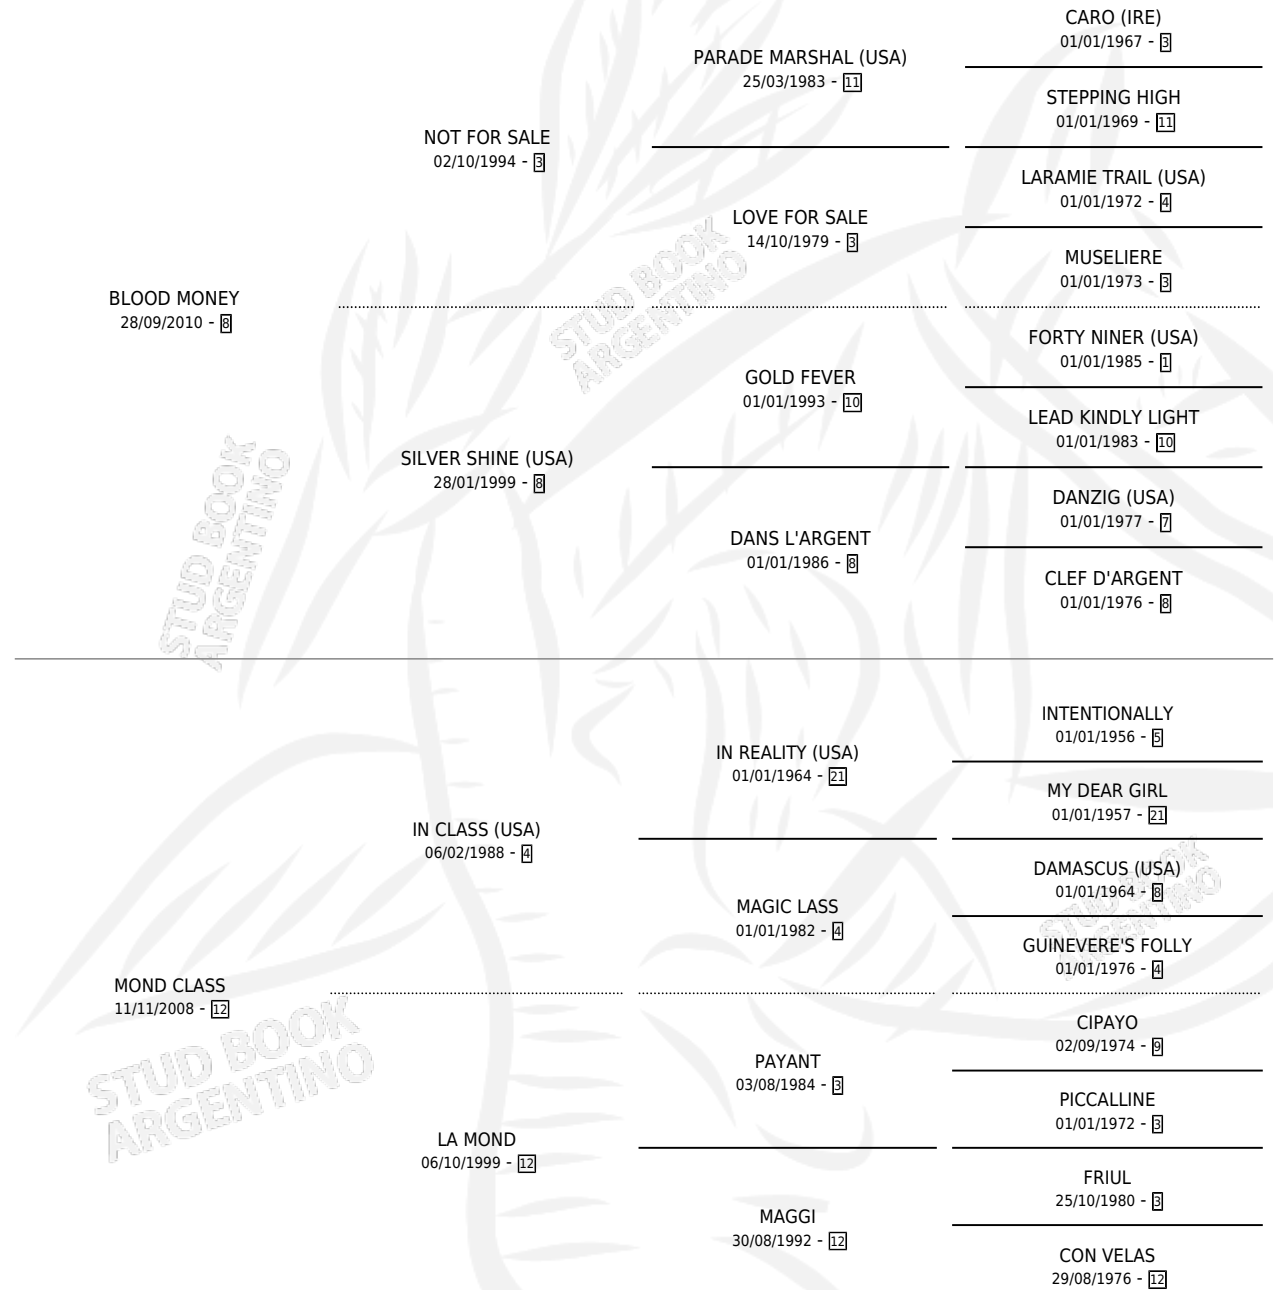 CARO (IRE)
01/01/1967 - 3
PARADE MARSHAL (USA)
25/03/1983 - 11
STEPPING HIGH
01/01/1969 - 11
NOT FOR SALE
02/10/1994 - 3
LARAMIE TRAIL (USA)
01/01/1972 - 4
LOVE FOR SALE
14/10/1979 - 3
MUSELIERE
01/01/1973 - 3
BLOOD MONEY
28/09/2010 - 8
FORTY NINER (USA)
01/01/1985 - 1
GOLD FEVER
01/01/1993 - 10
LEAD KINDLY LIGHT
01/01/1983 - 10
SILVER SHINE (USA)
28/01/1999 - 8
DANZIG (USA)
01/01/1977 - 7
DANS L'ARGENT
01/01/1986 - 8
CLEF D'ARGENT
01/01/1976 - 8
STUD BOOK
ARGENTINO
STUD BOOK
ARGENTINO
INTENTIONALLY
01/01/1956 - 5
IN REALITY (USA)
01/01/1964 - 21
MY DEAR GIRL
01/01/1957 - 21
IN CLASS (USA)
06/02/1988 - 4
DAMASCUS (USA)
01/01/1964 - 8
MAGIC LASS
01/01/1982 - 4
GUINEVERE'S FOLLY
01/01/1976 - 4
STUD BOOK
ARGENTINO
MOND CLASS
11/11/2008 - 12
CIPAYO
02/09/1974 - 9
PAYANT
03/08/1984 - 3
PICCALLINE
01/01/1972 - 3
LA MOND
06/10/1999 - 12
FRIUL
25/10/1980 - 3
MAGGI
30/08/1992 - 12
CON VELAS
29/08/1976 - 12
STUD BOOK
ARGENTINO